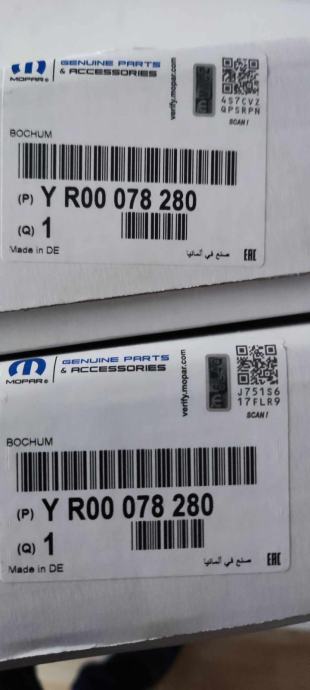 MOPAR®
GENUINE PARTS
& ACCESSORIES
verify.mopar.com
4S7CVZ
QPSRPN
SCAN!
BOCHUM
(P) Y R00 078 280
(Q) 1
Made in DE
صنع في ألمانيا
EAC
MOPAR®
GENUINE PARTS
& ACCESSORIES
verify.mopar.com
J751S6
17FLR9
SCAN!
BOCHUM
(P) Y R00 078 280
(Q) 1
Made in DE
صنع في ألمانيا
EAC